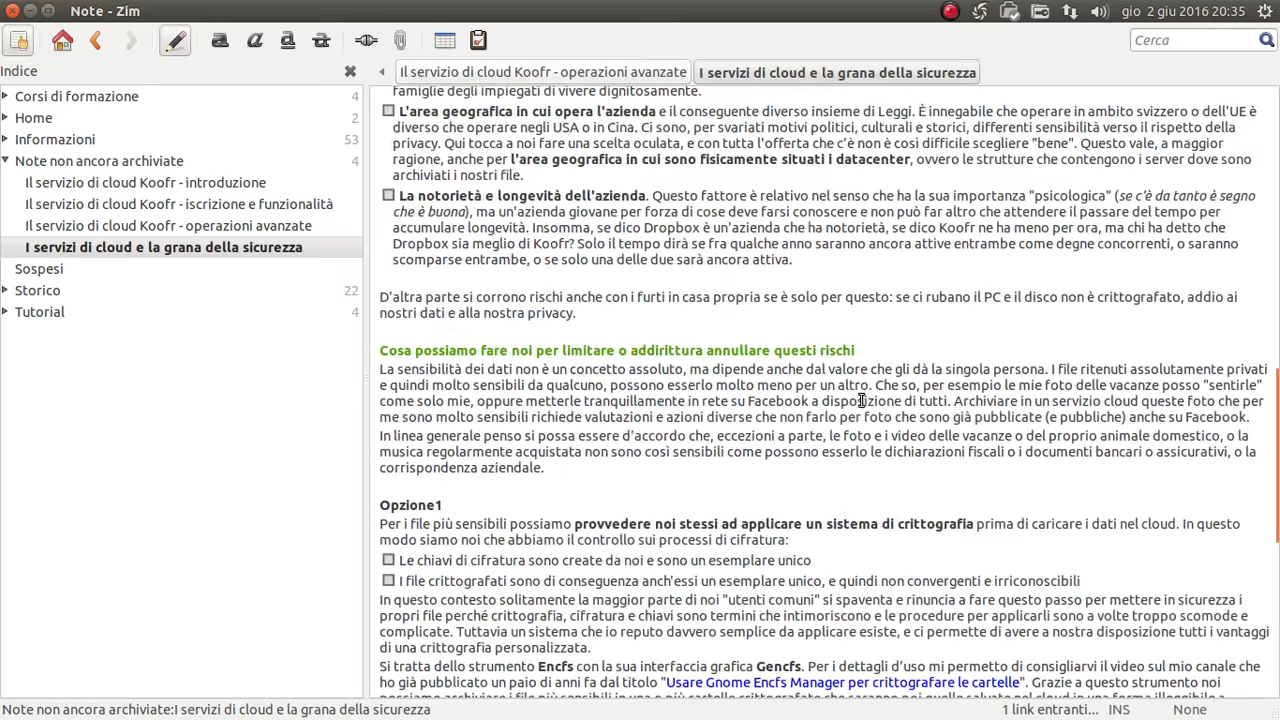 Note - Zim
gio 2 giu 2016 20:35
Cerca
Indice
Il servizio di cloud Koofr - operazioni avanzate
I servizi di cloud e la grana della sicurezza
Corsi di formazione 4
Home 2
Informazioni 53
Note non ancora archiviate 4
Il servizio di cloud Koofr - introduzione
Il servizio di cloud Koofr - iscrizione e funzionalità
Il servizio di cloud Koofr - operazioni avanzate
I servizi di cloud e la grana della sicurezza
Sospesi
Storico 22
Tutorial 4
famiglie degli impiegati di vivere dignitosamente.
L'area geografica in cui opera l'azienda e il conseguente diverso insieme di Leggi. È innegabile che operare in ambito svizzero o dell'UE è
diverso che operare negli USA o in Cina. Ci sono, per svariati motivi politici, culturali e storici, differenti sensibilità verso il rispetto della
privacy. Qui tocca a noi fare una scelta oculata, e con tutta l'offerta che c'è non è così difficile scegliere "bene". Questo vale, a maggior
ragione, anche per l'area geografica in cui sono fisicamente situati i datacenter, ovvero le strutture che contengono i server dove sono
archiviati i nostri file.
La notorietà e longevità dell'azienda. Questo fattore è relativo nel senso che ha la sua importanza "psicologica" (se c'è da tanto è segno
che è buona), ma un'azienda giovane per forza di cose deve farsi conoscere e non può far altro che attendere il passare del tempo per
accumulare longevità. Insomma, se dico Dropbox è un'azienda che ha notorietà, se dico Koofr ne ha meno per ora, ma chi ha detto che
Dropbox sia meglio di Koofr? Solo il tempo dirà se fra qualche anno saranno ancora attive entrambe come degne concorrenti, o saranno
scomparse entrambe, o se solo una delle due sarà ancora attiva.
D'altra parte si corrono rischi anche con i furti in casa propria se è solo per questo: se ci rubano il PC e il disco non è crittografato, addio ai
nostri dati e alla nostra privacy.
Cosa possiamo fare noi per limitare o addirittura annullare questi rischi
La sensibilità dei dati non è un concetto assoluto, ma dipende anche dal valore che gli dà la singola persona. I file ritenuti assolutamente privati
e quindi molto sensibili da qualcuno, possono esserlo molto meno per un altro. Che so, per esempio le mie foto delle vacanze posso "sentirle"
come solo mie, oppure metterle tranquillamente in rete su Facebook a disposizione di tutti. Archiviare in un servizio cloud queste foto che per
me sono molto sensibili richiede valutazioni e azioni diverse che non farlo per foto che sono già pubblicate (e pubbliche) anche su Facebook.
In linea generale penso si possa essere d'accordo che, eccezioni a parte, le foto e i video delle vacanze o del proprio animale domestico, o la
musica regolarmente acquistata non sono così sensibili come possono esserlo le dichiarazioni fiscali o i documenti bancari o assicurativi, o la
corrispondenza aziendale.
Opzione1
Per i file più sensibili possiamo provvedere noi stessi ad applicare un sistema di crittografia prima di caricare i dati nel cloud. In questo
modo siamo noi che abbiamo il controllo sui processi di cifratura:
Le chiavi di cifratura sono create da noi e sono un esemplare unico
I file crittografati sono di conseguenza anch'essi un esemplare unico, e quindi non convergenti e irriconoscibili
In questo contesto solitamente la maggior parte di noi "utenti comuni" si spaventa e rinuncia a fare questo passo per mettere in sicurezza i
propri file perché crittografia, cifratura e chiavi sono termini che intimoriscono e le procedure per applicarli sono a volte troppo scomode e
complicate. Tuttavia un sistema che io reputo davvero semplice da applicare esiste, e ci permette di avere a nostra disposizione tutti i vantaggi
di una crittografia personalizzata.
Si tratta dello strumento Encfs con la sua interfaccia grafica Gencfs. Per i dettagli d'uso mi permetto di consigliarvi il video sul mio canale che
ho già pubblicato un paio di anni fa dal titolo "Usare Gnome Encfs Manager per crittografare le cartelle". Grazie a questo strumento noi
possiamo archiviare i file più sensibili in una o più cartelle crittografate che saranno poi quelle salvate nel cloud in una forma illeggibile a
Note non ancora archiviate:I servizi di cloud e la grana della sicurezza
1 link entranti... INS None